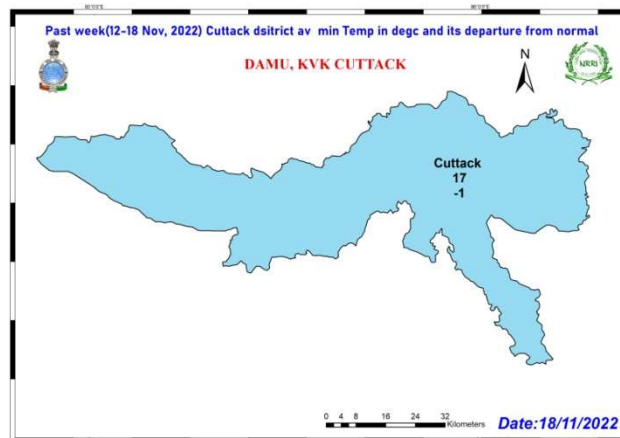 Past week(12-18 Nov, 2022) Cuttack dsitrict av min Temp in degc and its departure from normal
DAMU, KVK CUTTACK
N
NRRI
Cuttack
17
-1
0 4 8 16 24 32
Kilometers
Date:18/11/2022